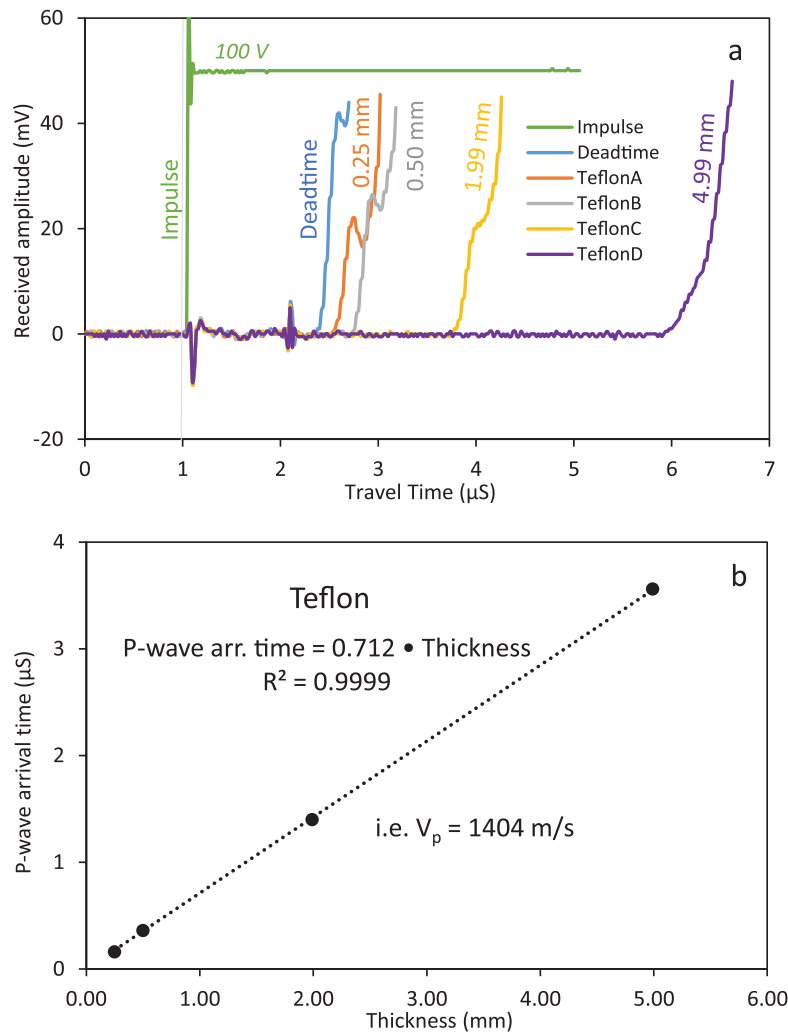 a
60
40
20
0
-20
Received amplitude (mV)
100 V
Impulse
Deadtime
0.25 mm
0.50 mm
1.99 mm
4.99 mm
Impulse
Deadtime
TeflonA
TeflonB
TeflonC
TeflonD
0 1 2 3 4 5 6 7
Travel Time (µS)
b
4
3
2
1
0
P-wave arrival time (µS)
Teflon
P-wave arr. time = 0.712 • Thickness
R² = 0.9999
i.e. Vₚ = 1404 m/s
0.00 1.00 2.00 3.00 4.00 5.00 6.00
Thickness (mm)